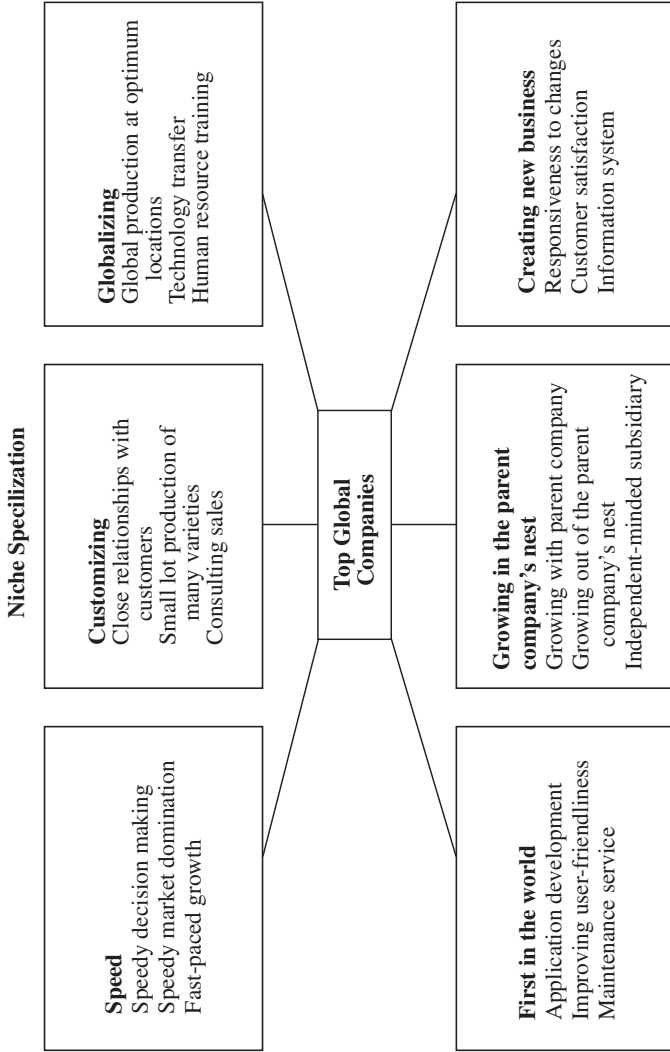 Niche Specilization
Speed
Speedy decision making
Speedy market domination
Fast-paced growth
Customizing
Close relationships with
customers
Small lot production of
many varieties
Consulting sales
Globalizing
Global production at optimum
locations
Technology transfer
Human resource training
Top Global
Companies
First in the world
Application development
Improving user-friendliness
Maintenance service
Growing in the parent
company’s nest
Growing with parent company
Growing out of the parent
company’s nest
Independent-minded subsidiary
Creating new business
Responsiveness to changes
Customer satisfaction
Information system